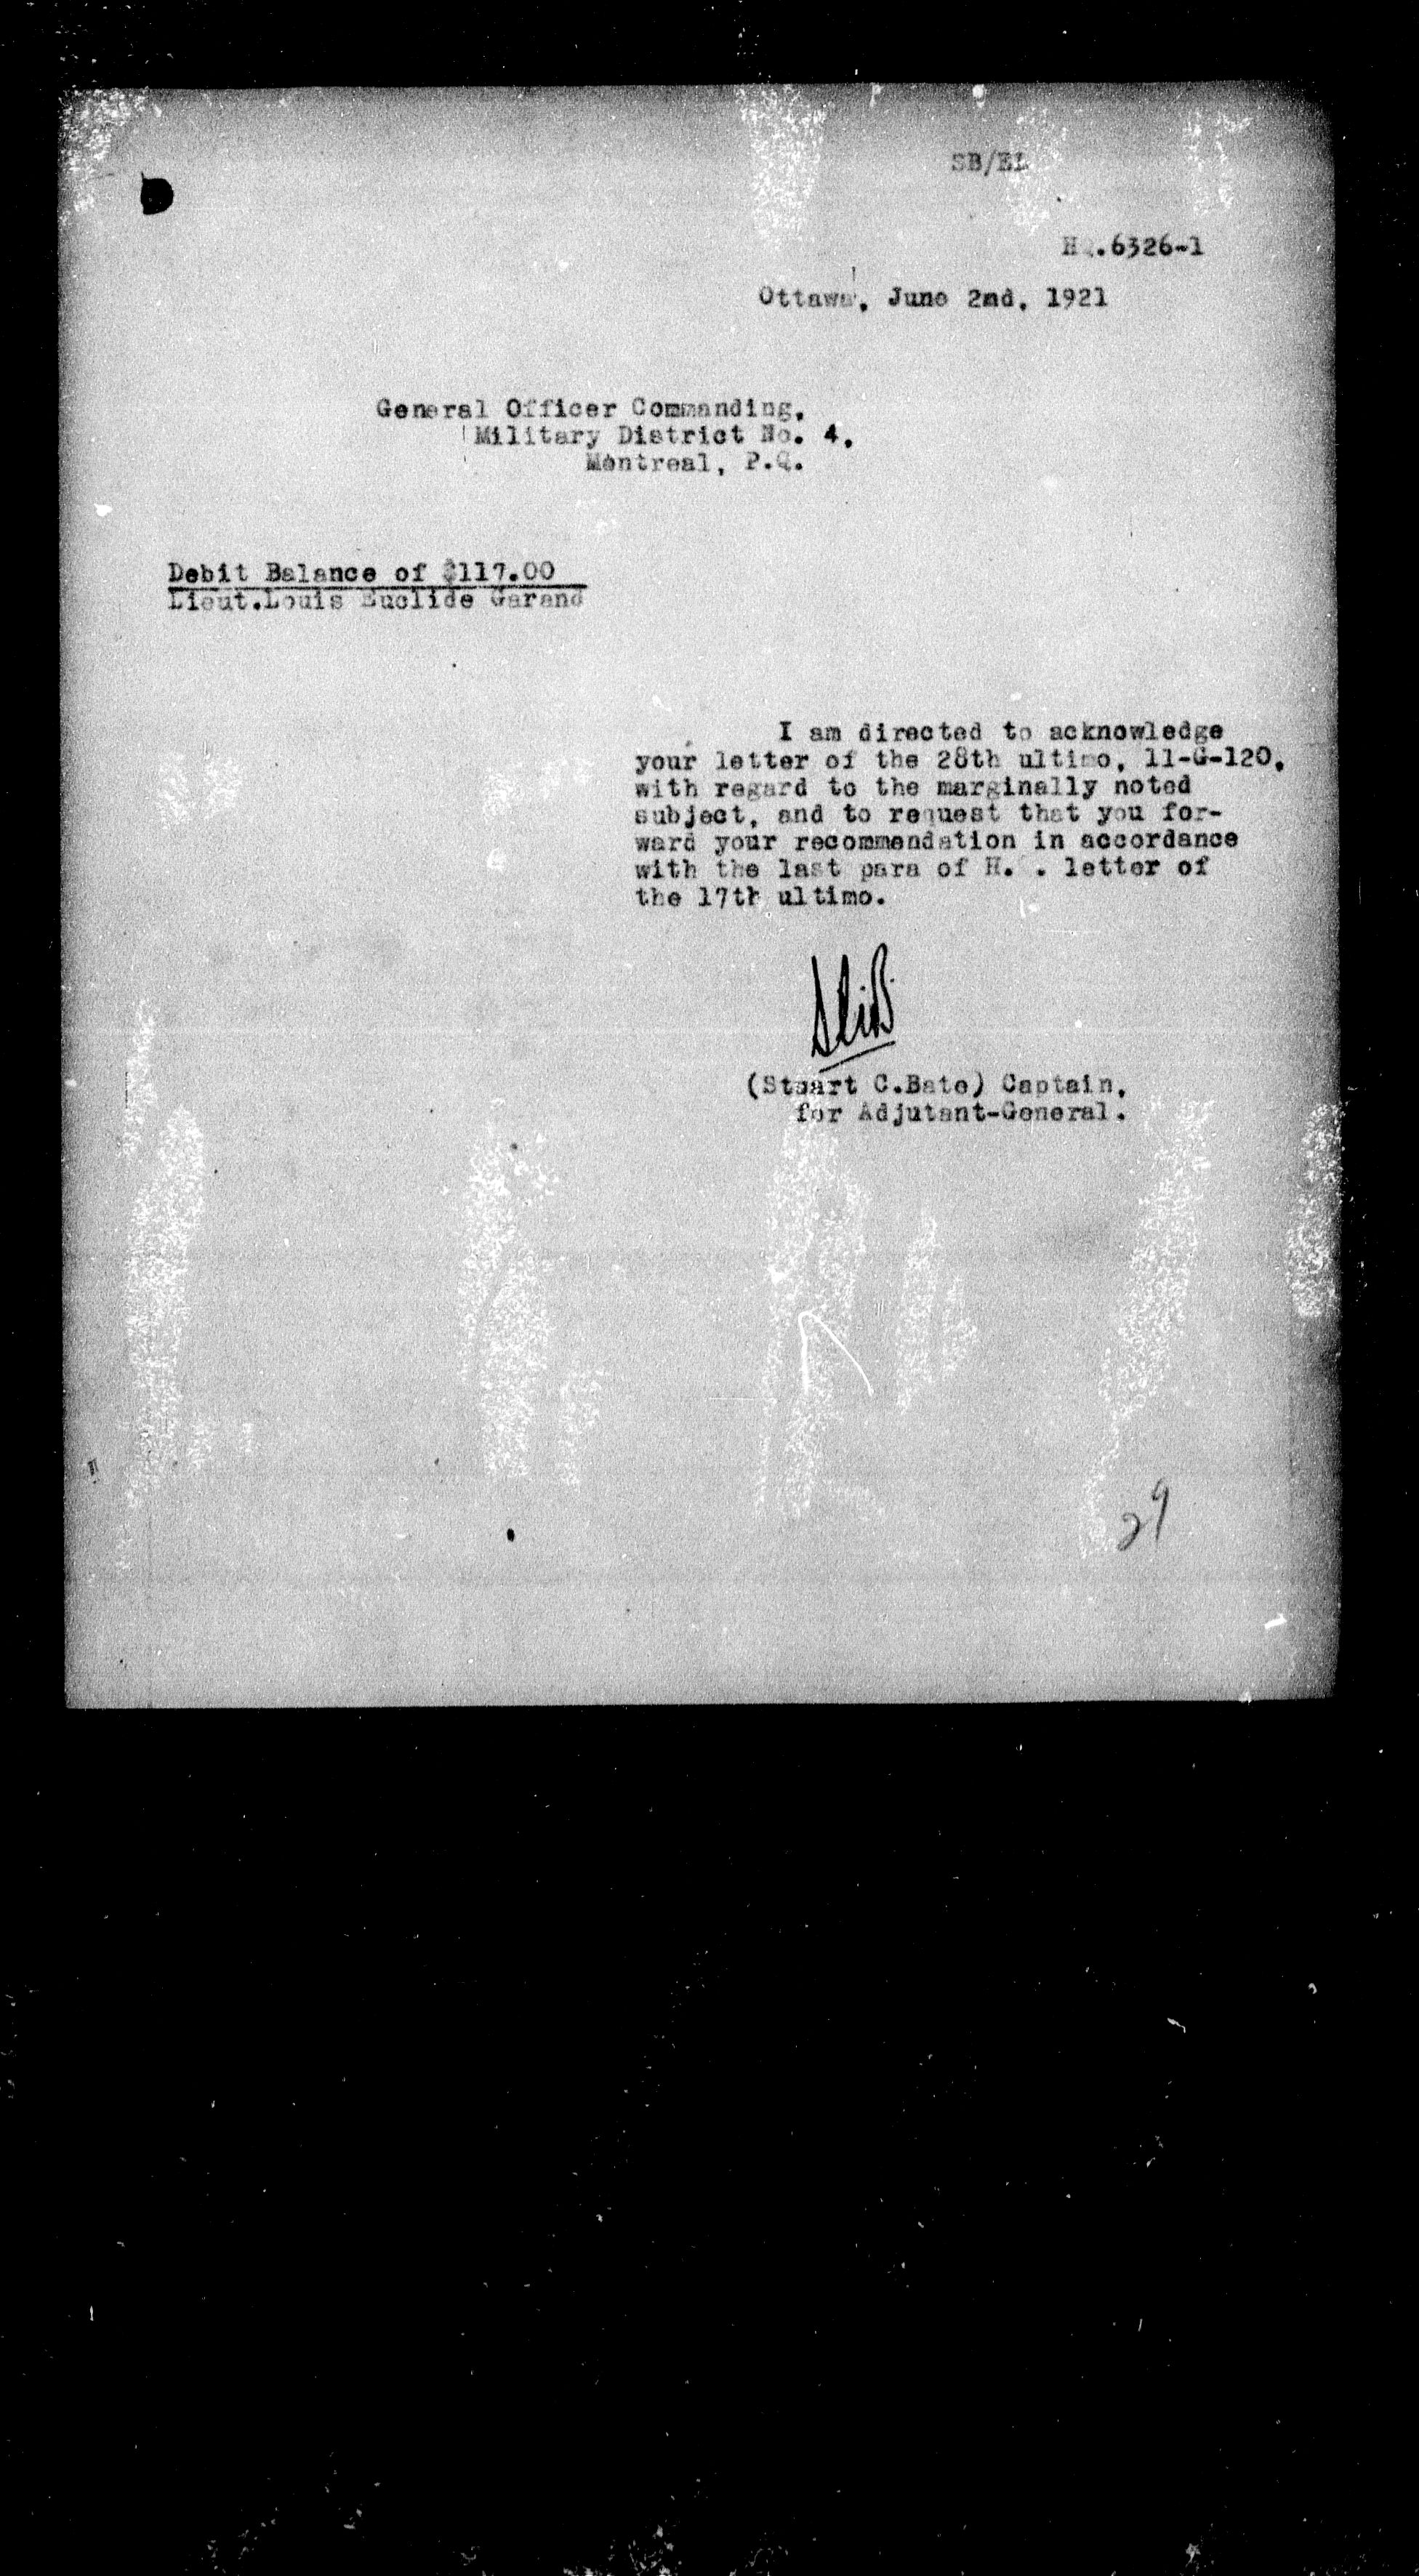 SB/EL
HQ.6326-1
Ottawa, June 2nd, 1921
General Officer Commanding,
Military District No. 4,
Montreal, P.Q.
Debit Balance of $117.00
Lieut.Louis Euclide Garand
I am directed to acknowledge
your letter of the 28th ultimo, 11-G-120,
with regard to the marginally noted
subject, and to request that you for-
ward your recommendation in accordance
with the last para of H.Q. letter of
the 17th ultimo.
(Stuart C.Bate) Captain,
for Adjutant-General.
29